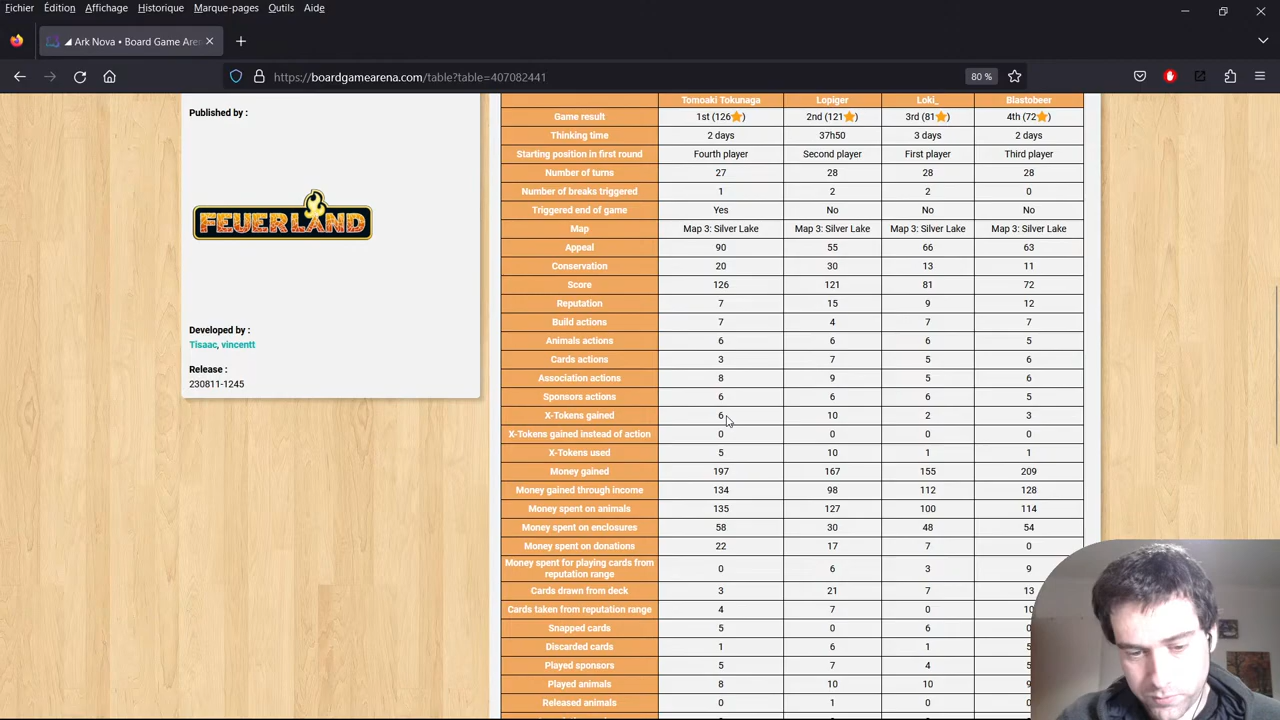 Fichier Édition Affichage Historique Marque-pages Outils Aide
Ark Nova • Board Game Are
https://boardgamearena.com/table?table=407082441
80 %
Published by :
FEUERLAND
Developed by :
Tisaac, vincentt
Release :
230811-1245
Tomoaki Tokunaga Lopiger Loki_ Blastobeer
Game result 1st (126) 2nd (121) 3rd (81) 4th (72)
Thinking time 2 days 37h50 3 days 2 days
Starting position in first round Fourth player Second player First player Third player
Number of turns 27 28 28 28
Number of breaks triggered 1 2 2 0
Triggered end of game Yes No No No
Map Map 3: Silver Lake Map 3: Silver Lake Map 3: Silver Lake Map 3: Silver Lake
Appeal 90 55 66 63
Conservation 20 30 13 11
Score 126 121 81 72
Reputation 7 15 9 12
Build actions 7 4 7 7
Animals actions 6 6 6 5
Cards actions 3 7 5 6
Association actions 8 9 5 6
Sponsors actions 6 6 6 5
X-Tokens gained 6 10 2 3
X-Tokens gained instead of action 0 0 0 0
X-Tokens used 5 10 1 1
Money gained 197 167 155 209
Money gained through income 134 98 112 128
Money spent on animals 135 127 100 114
Money spent on enclosures 58 30 48 54
Money spent on donations 22 17 7 0
Money spent for playing cards from
reputation range 0 6 3 9
Cards drawn from deck 3 21 7 13
Cards taken from reputation range 4 7 0 10
Snapped cards 5 0 6 0
Discarded cards 1 6 1
Played sponsors 5 7 4
Played animals 8 10 10 9
Released animals 0 1 0